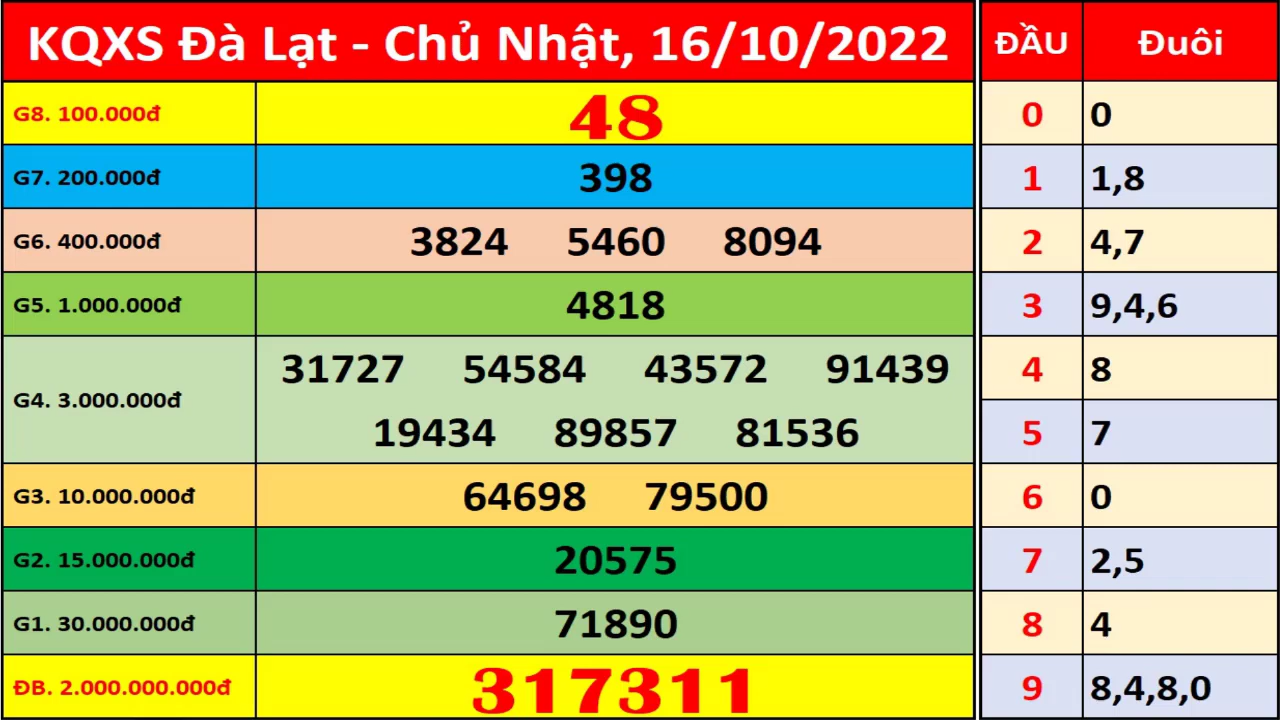 KQXS Đà Lạt - Chủ Nhật, 16/10/2022 ĐẦU Đuôi
G8. 100.000đ 48 0 0
G7. 200.000đ 398 1 1,8
G6. 400.000đ 3824 5460 8094 2 4,7
G5. 1.000.000đ 4818 3 9,4,6
31727 54584 43572 91439 4 8
G4. 3.000.000đ
19434 89857 81536 5 7
G3. 10.000.000đ 64698 79500 6 0
G2. 15.000.000đ 20575 7 2,5
G1. 30.000.000đ 71890 8 4
ĐB. 2.000.000.000đ 317311 9 8,4,8,0